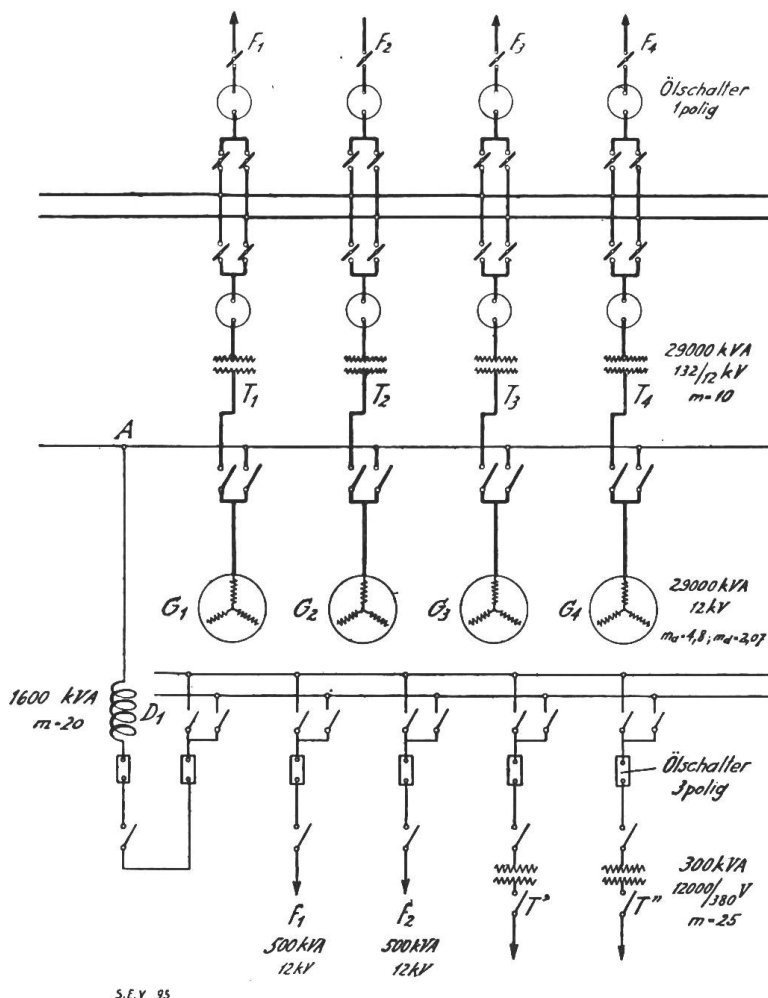 F1
F2
F3
F4
Ölschalter
1polig
T1
T2
T3
T4
29000 kVA
132/12 kV
m=10
A
G1
G2
G3
G4
29000 kVA
12kV
ma=4,8; md=2,07
1600 kVA
m=20
D1
Ölschalter
3polig
300 kVA
12000/380 V
m=25
T'
T"
F1
500 kVA
12 kV
F2
500 kVA
12 kV
S.E.V 95